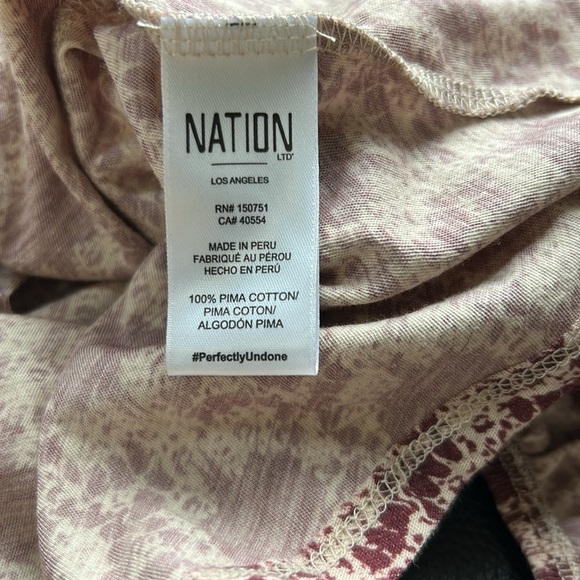 NATION
LTD
LOS ANGELES
RN# 150751
CA# 40554
MADE IN PERU
FABRIQUÉ AU PÉROU
HECHO EN PERÚ
100% PIMA COTTON/
PIMA COTTON/
ALGODÓN PIMA
#PerfectlyUndone